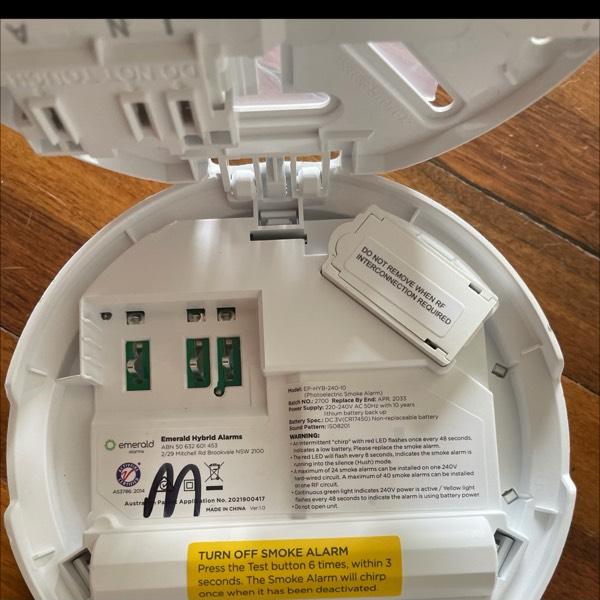 DO NOT REMOVE WHEN RF
INTERCONNECTION REQUIRED
Model: EP-HYB-240-10
(Photoelectric Smoke Alarm)
Batch NO.: 2700 Replace By End: APR. 2033
Power Supply: 220-240V AC 50Hz with 10 years
lithium battery back up
Battery Spec.: DC 3V(CR17450) Non-replaceable battery
Sound Pattern: ISO8201
WARNING:
• An intermittent "chirp" with red LED flashes once every 48 seconds,
indicates a low battery. Please replace the smoke alarm.
• The red LED will flash every 8 seconds, indicates the smoke alarm is
running into the silence (Hush) mode.
• A maximum of 24 smoke alarms can be installed on one 240V
hard-wired circuit. A maximum of 40 smoke alarms can be installed
on one RF circuit.
• Continuous green light indicates 240V power is active / Yellow light
flashes every 48 seconds to indicate the alarm is using battery power
• Do not open unit.
emerald
alarms
Emerald Hybrid Alarms
ABN 50 632 601 453
2/29 Mitchell Rd Brookvale NSW 2100
AS3786:2014
M
Australian Patent Application No. 2021900417
MADE IN CHINA Ver:1.0
TURN OFF SMOKE ALARM
Press the Test button 6 times, within 3
seconds. The Smoke Alarm will chirp
once when it has been deactivated.